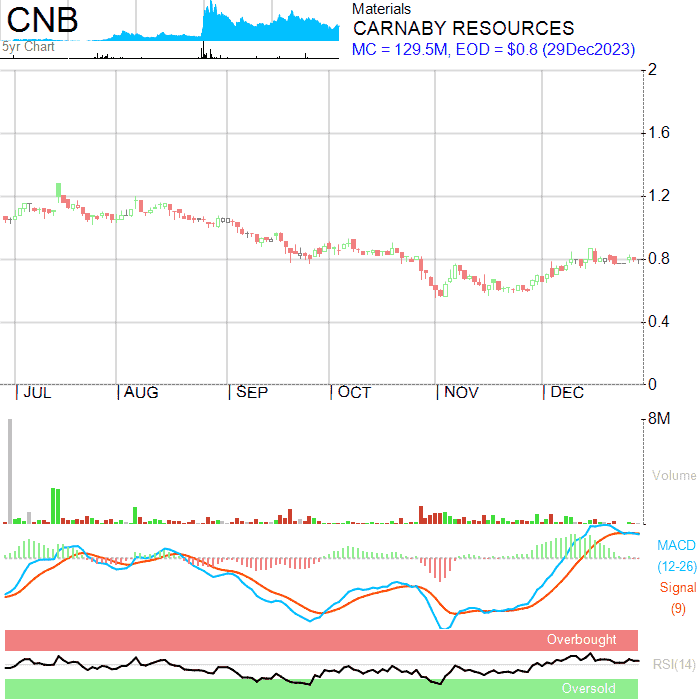 CNB
5yr Chart
Materials
CARNABY RESOURCES
MC = 129.5M, EOD = $0.8 (29Dec2023)
2
1.6
1.2
0.8
0.4
0
JUL AUG SEP OCT NOV DEC
8M
Volume
MACD
(12-26)
Signal
(9)
Overbought
RSI(14)
Oversold